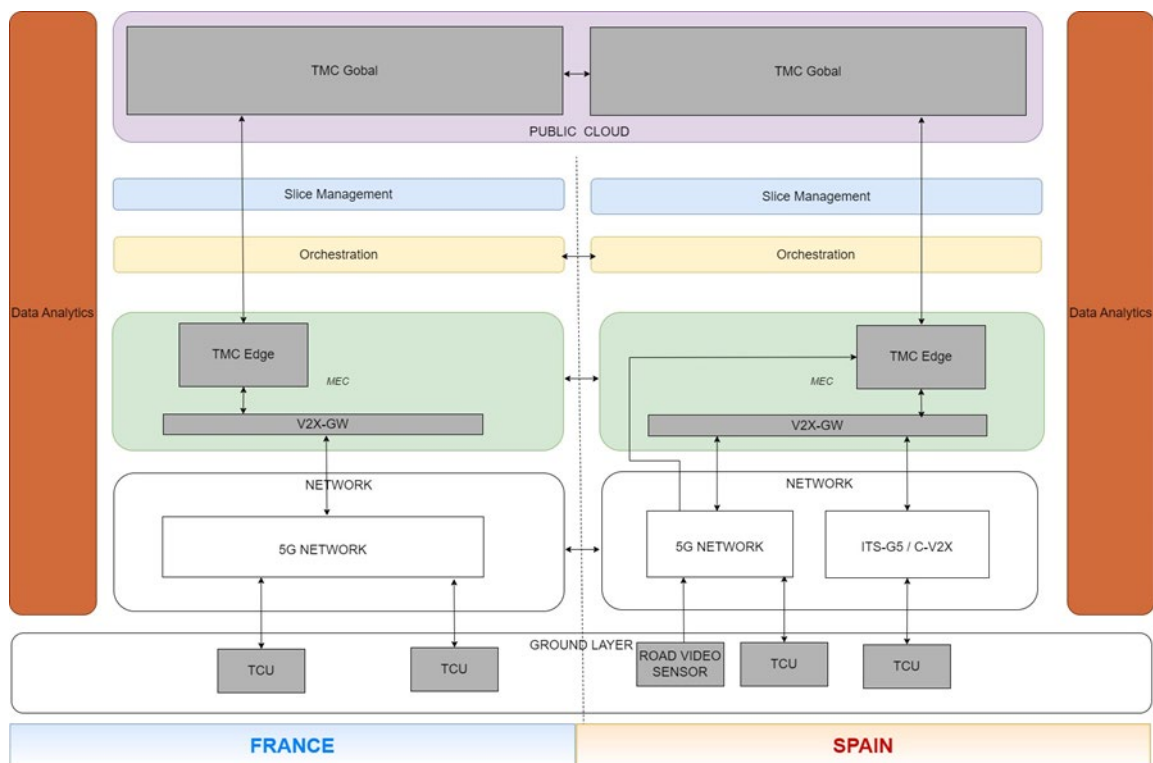 TMC Gobal
TMC Gobal
PUBLIC CLOUD
Slice Management
Slice Management
Orchestration
Orchestration
Data Analytics
Data Analytics
TMC Edge
TMC Edge
MEC
MEC
V2X-GW
V2X-GW
NETWORK
NETWORK
5G NETWORK
5G NETWORK
ITS-G5 / C-V2X
GROUND LAYER
TCU
TCU
ROAD VIDEO
SENSOR
TCU
TCU
FRANCE
SPAIN